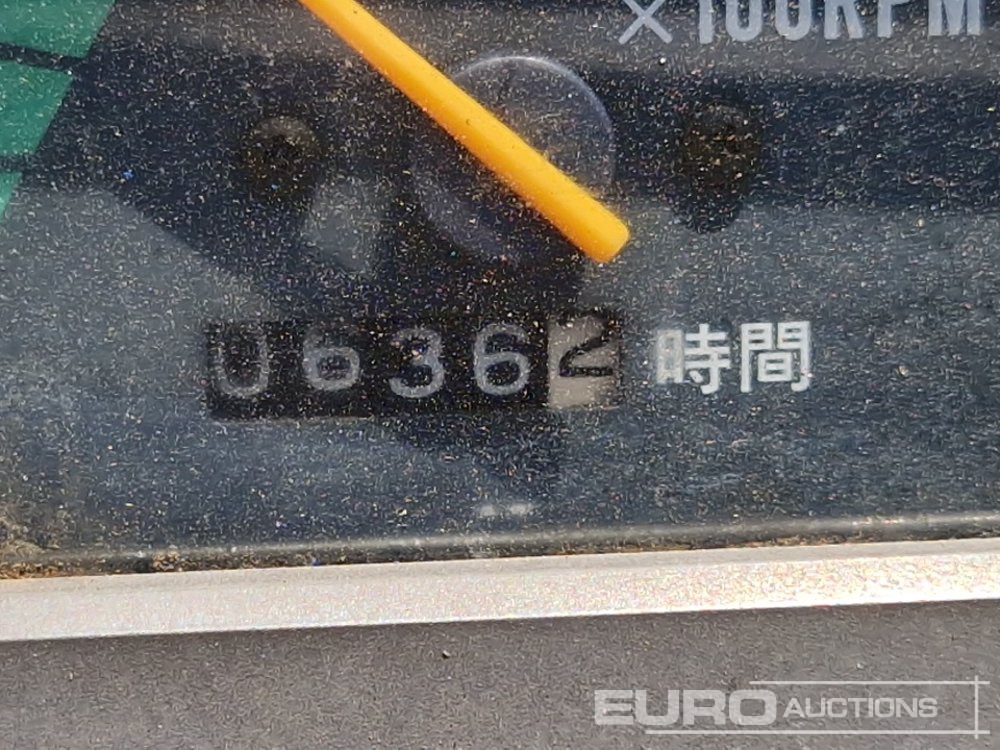 ×100RPM
06362 時間
EURO AUCTIONS